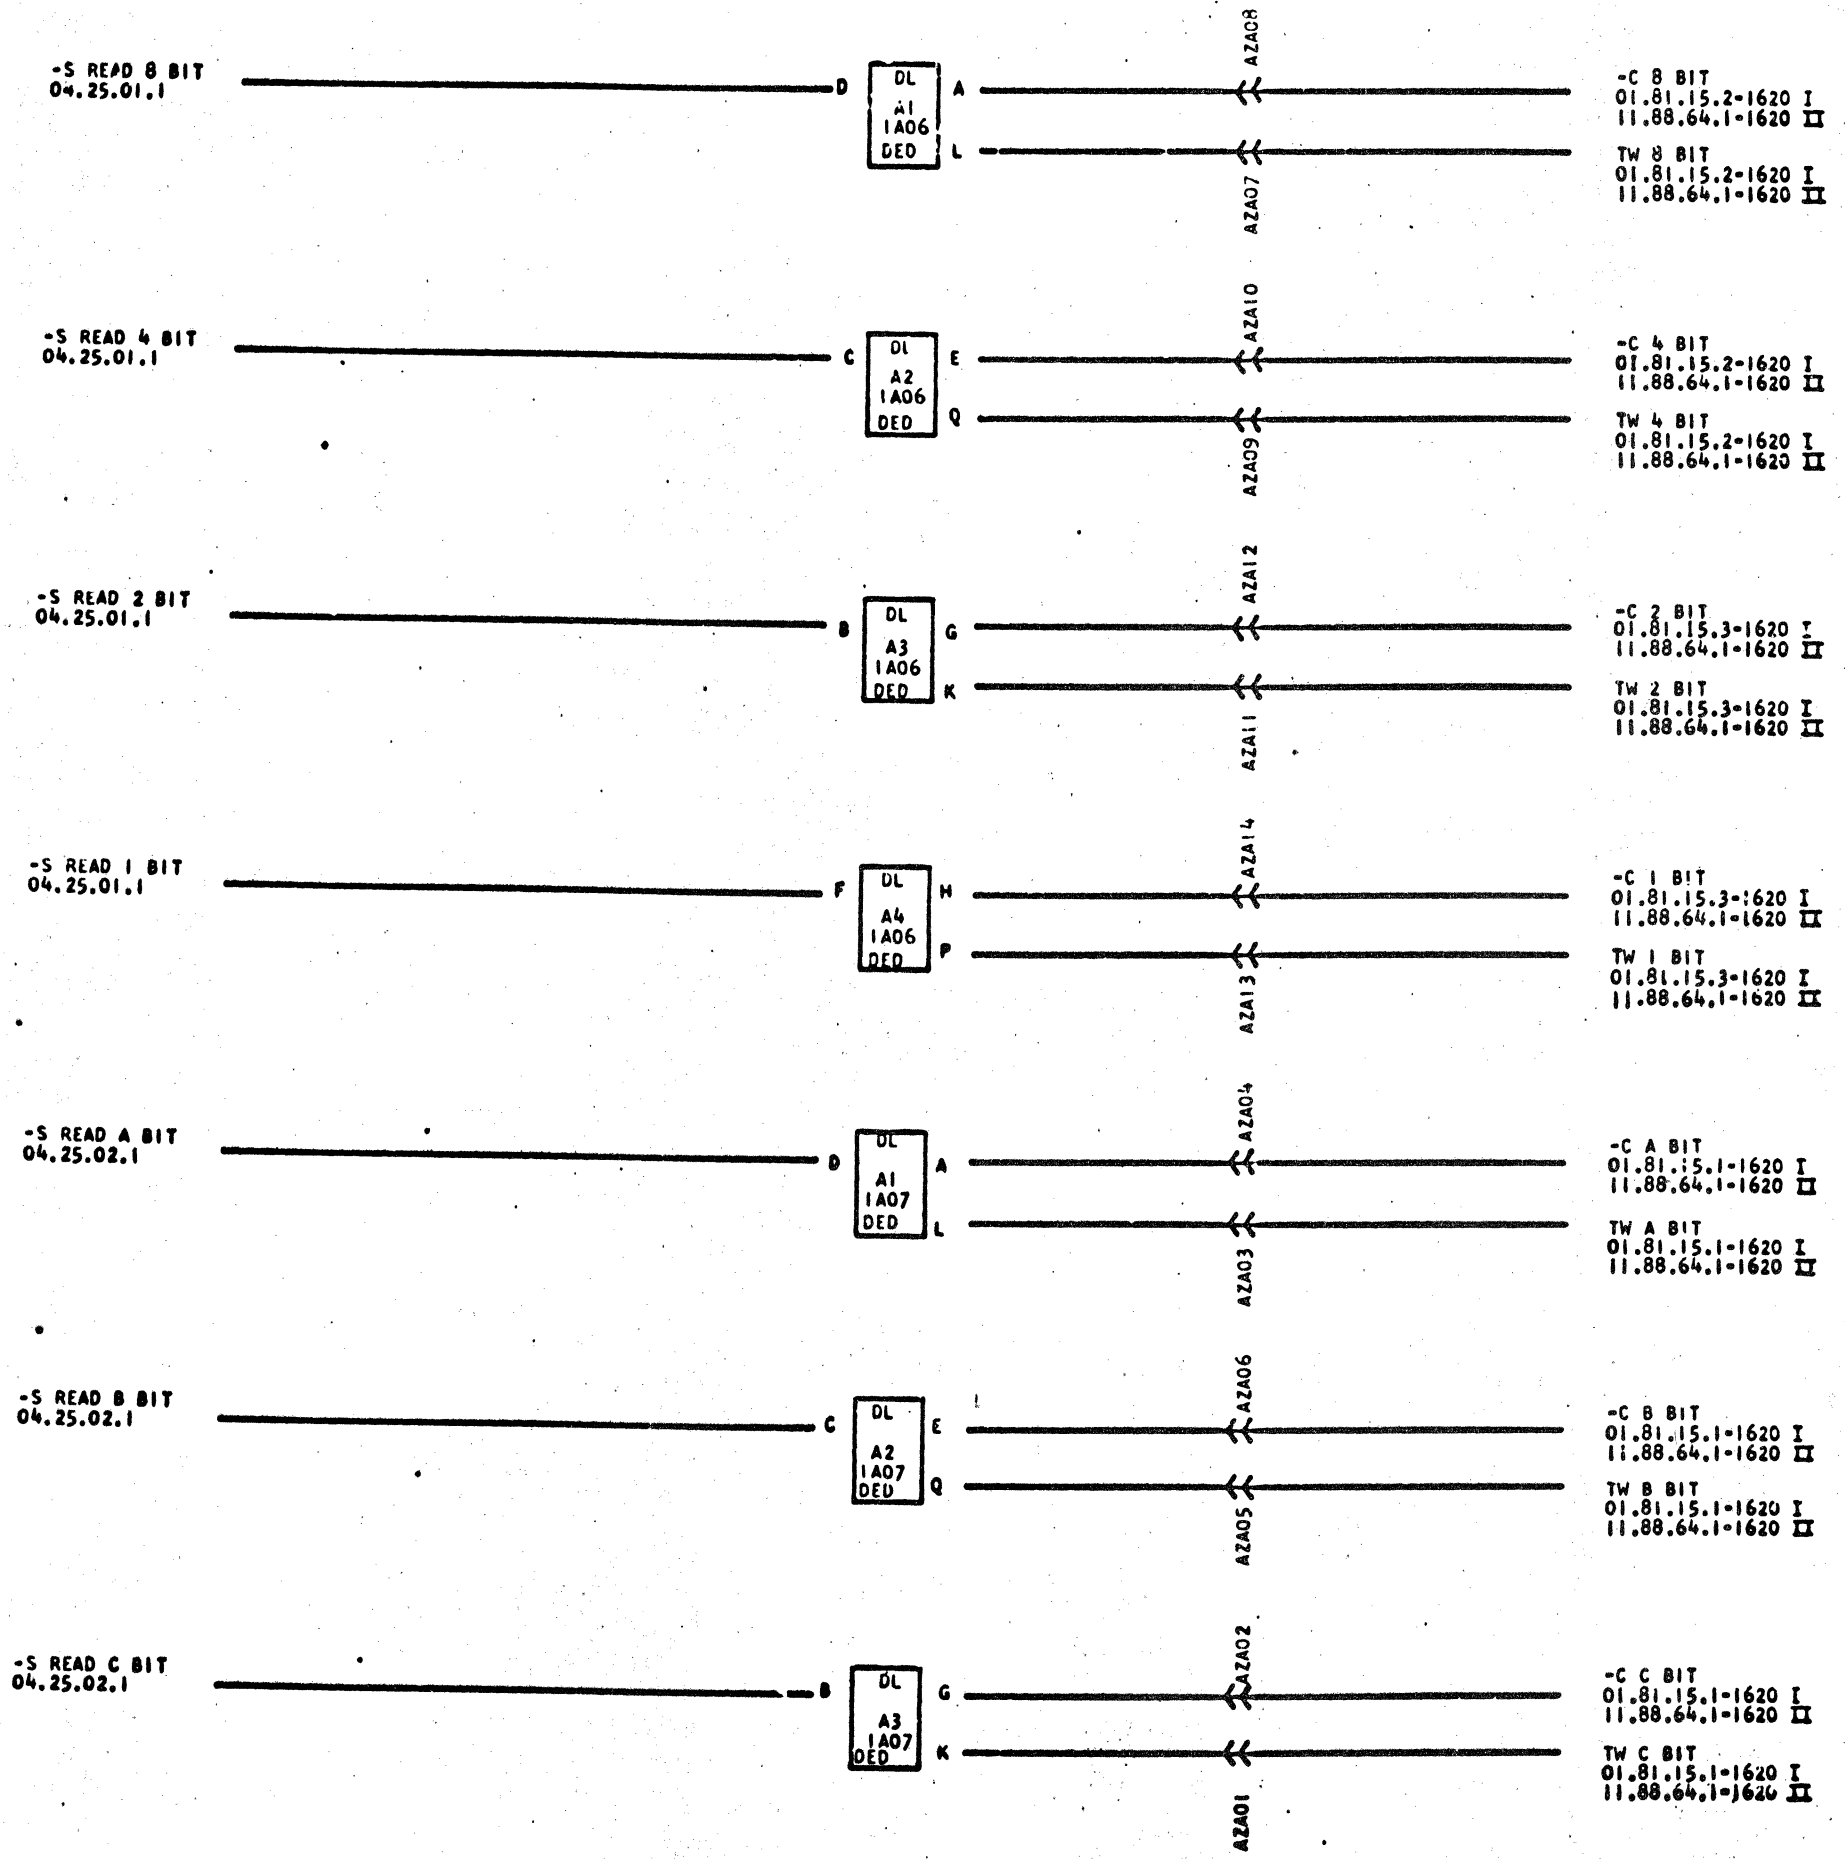 AZA08
-S READ 8 BIT
04.25.01.1
D
DL
A1
1A06
DED
A
L
-C 8 BIT
01.81.15.2-1620 I
11.88.64.1-1620 II
TW 8 BIT
01.81.15.2-1620 I
11.88.64.1-1620 II
AZA07
AZA10
-S READ 4 BIT
04.25.01.1
C
DL
A2
1A06
DED
E
Q
-C 4 BIT
01.81.15.2-1620 I
11.88.64.1-1620 II
TW 4 BIT
01.81.15.2-1620 I
11.88.64.1-1620 II
AZA09
AZA12
-S READ 2 BIT
04.25.01.1
B
DL
A3
1A06
DED
G
K
-C 2 BIT
01.81.15.3-1620 I
11.88.64.1-1620 II
TW 2 BIT
01.81.15.3-1620 I
11.88.64.1-1620 II
AZA11
AZA14
-S READ 1 BIT
04.25.01.1
F
DL
A4
1A06
DED
H
P
-C 1 BIT
01.81.15.3-1620 I
11.88.64.1-1620 II
TW 1 BIT
01.81.15.3-1620 I
11.88.64.1-1620 II
AZA13
AZA04
-S READ A BIT
04.25.02.1
D
DL
A1
1A07
DED
A
L
-C A BIT
01.81.15.1-1620 I
11.88.64.1-1620 II
TW A BIT
01.81.15.1-1620 I
11.88.64.1-1620 II
AZA03
AZA06
-S READ B BIT
04.25.02.1
C
DL
A2
1A07
DED
E
Q
-C B BIT
01.81.15.1-1620 I
11.88.64.1-1620 II
TW B BIT
01.81.15.1-1620 I
11.88.64.1-1620 II
AZA05
AZA02
-S READ C BIT
04.25.02.1
B
DL
A3
1A07
DED
G
K
-C C BIT
01.81.15.1-1620 I
11.88.64.1-1620 II
TW C BIT
01.81.15.1-1620 I
11.88.64.1-1620 II
AZA01